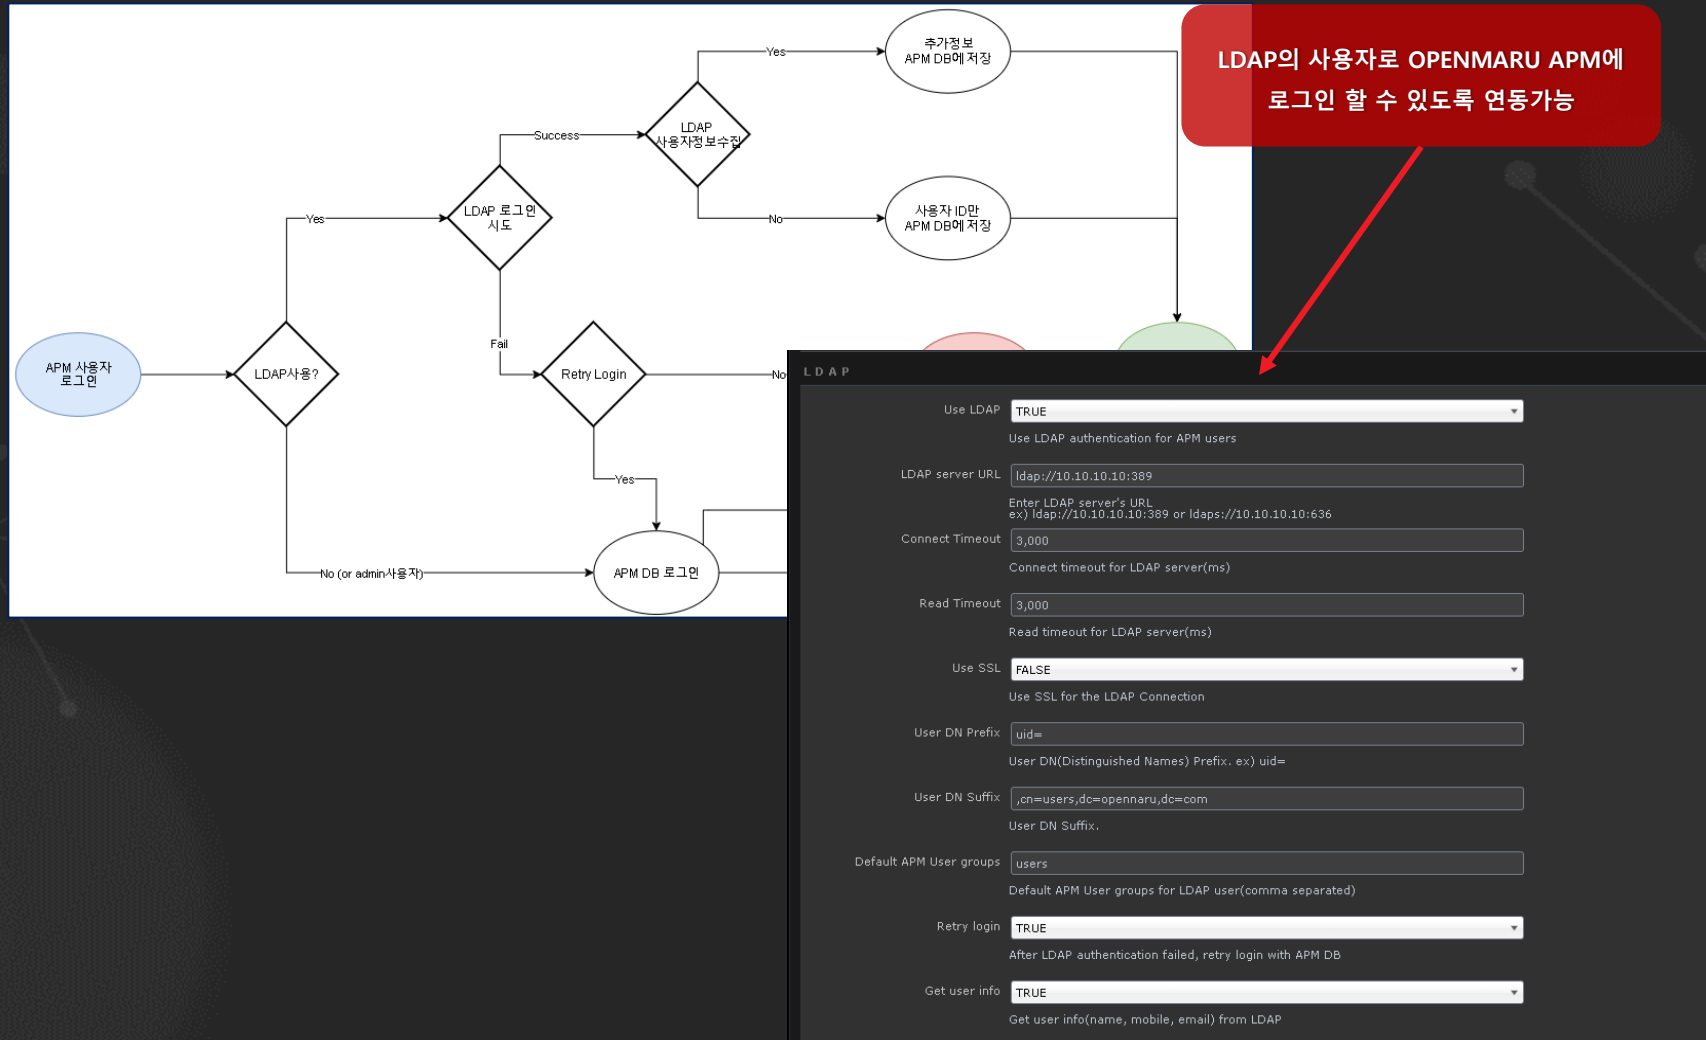 LDAP의 사용자로 OPENMARU APM에
로그인 할 수 있도록 연동가능
추가정보
APM DB에 저장
Yes
LDAP
사용자정보수집
Success
No
사용자 ID만
APM DB에 저장
LDAP 로그인
시도
Yes
Fail
APM 사용자
로그인
LDAP사용?
Retry Login
No
Yes
No (or admin사용자)
APM DB 로그인
LDAP
Use LDAP
TRUE
Use LDAP authentication for APM users
LDAP server URL
ldap://10.10.10.10:389
Enter LDAP server's URL
ex) ldap://10.10.10.10:389 or ldaps://10.10.10.10:636
Connect Timeout
3,000
Connect timeout for LDAP server(ms)
Read Timeout
3,000
Read timeout for LDAP server(ms)
Use SSL
FALSE
Use SSL for the LDAP Connection
User DN Prefix
uid=
User DN(Distinguished Names) Prefix. ex) uid=
User DN Suffix
,cn=users,dc=opennaru,dc=com
User DN Suffix.
Default APM User groups
users
Default APM User groups for LDAP user(comma separated)
Retry login
TRUE
After LDAP authentication failed, retry login with APM DB
Get user info
TRUE
Get user info(name, mobile, email) from LDAP